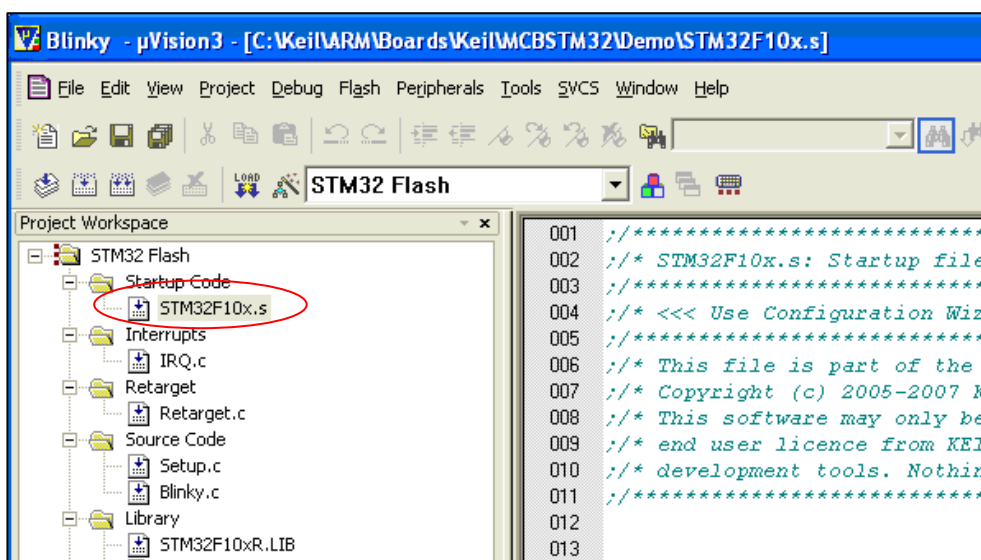 Blinky - µVision3 - [C:\Keil\ARM\Boards\Keil\MCBSTM32\Demo\STM32F10x.s]
File Edit View Project Debug Flash Peripherals Tools SVCS Window Help
LOAD STM32 Flash
Project Workspace
STM32 Flash
Startup Code
STM32F10x.s
Interrupts
IRQ.c
Retarget
Retarget.c
Source Code
Setup.c
Blinky.c
Library
STM32F10xR.LIB
001 ;/****************************
002 ;/* STM32F10x.s: Startup file
003 ;/****************************
004 ;/* <<< Use Configuration Wiz
005 ;/****************************
006 ;/* This file is part of the
007 ;/* Copyright (c) 2005-2007 K
008 ;/* This software may only be
009 ;/* end user licence from KEI
010 ;/* development tools. Nothin
011 ;/****************************
012
013